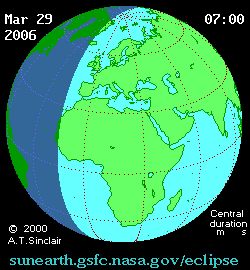 Mar 29 07:00
2006
Central
duration
m s
© 2000
A.T.Sinclair
sunearth.gsfc.nasa.gov/eclipse